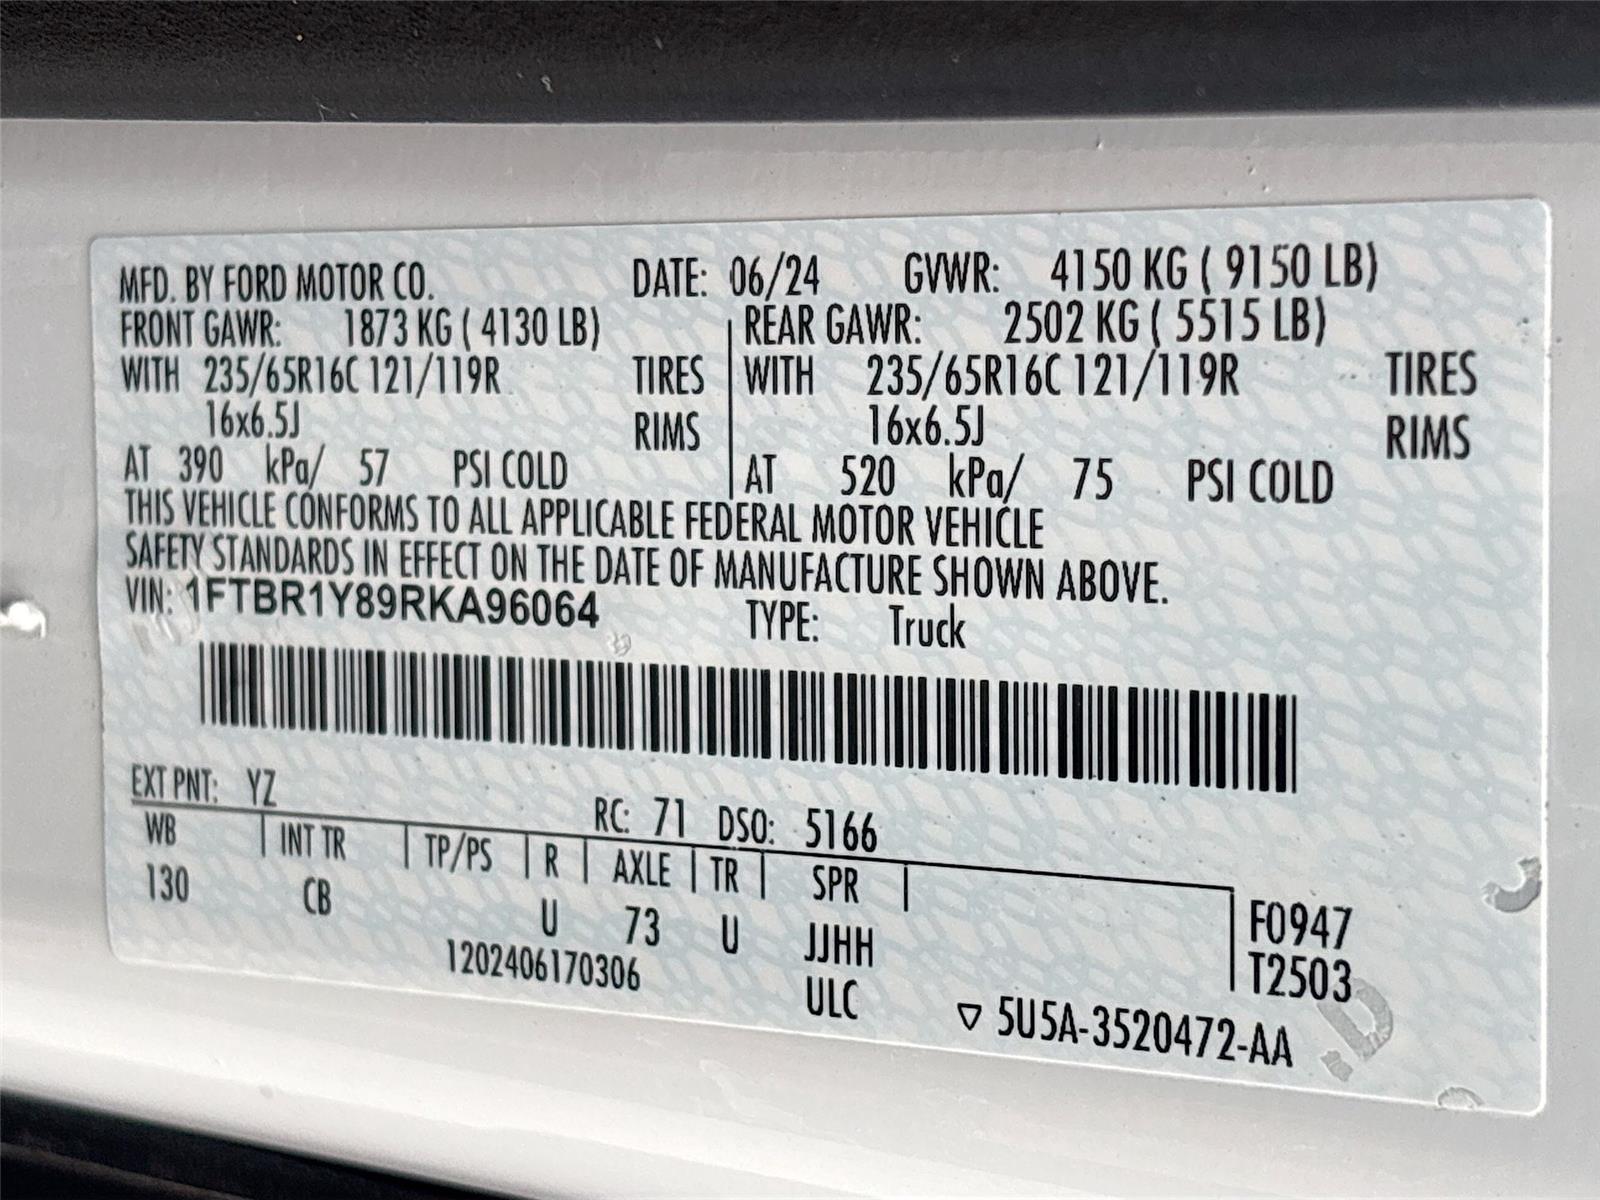 MFD. BY FORD MOTOR CO. DATE: 06/24 GVWR: 4150 KG ( 9150 LB)
FRONT GAWR: 1873 KG ( 4130 LB) REAR GAWR: 2502 KG ( 5515 LB)
WITH 235/65R16C 121/119R TIRES WITH 235/65R16C 121/119R TIRES
16x6.5J RIMS 16x6.5J RIMS
AT 390 kPa/ 57 PSI COLD AT 520 kPa/ 75 PSI COLD
THIS VEHICLE CONFORMS TO ALL APPLICABLE FEDERAL MOTOR VEHICLE
SAFETY STANDARDS IN EFFECT ON THE DATE OF MANUFACTURE SHOWN ABOVE.
VIN: 1FTBR1Y89RKA96064 TYPE: Truck
EXT PNT: YZ RC: 71 DSO: 5166
WB INT TR TP/PS R AXLE TR SPR
130 CB U 73 U JJHH F0947
1202406170306 ULC T2503
▽ 5U5A-3520472-AA